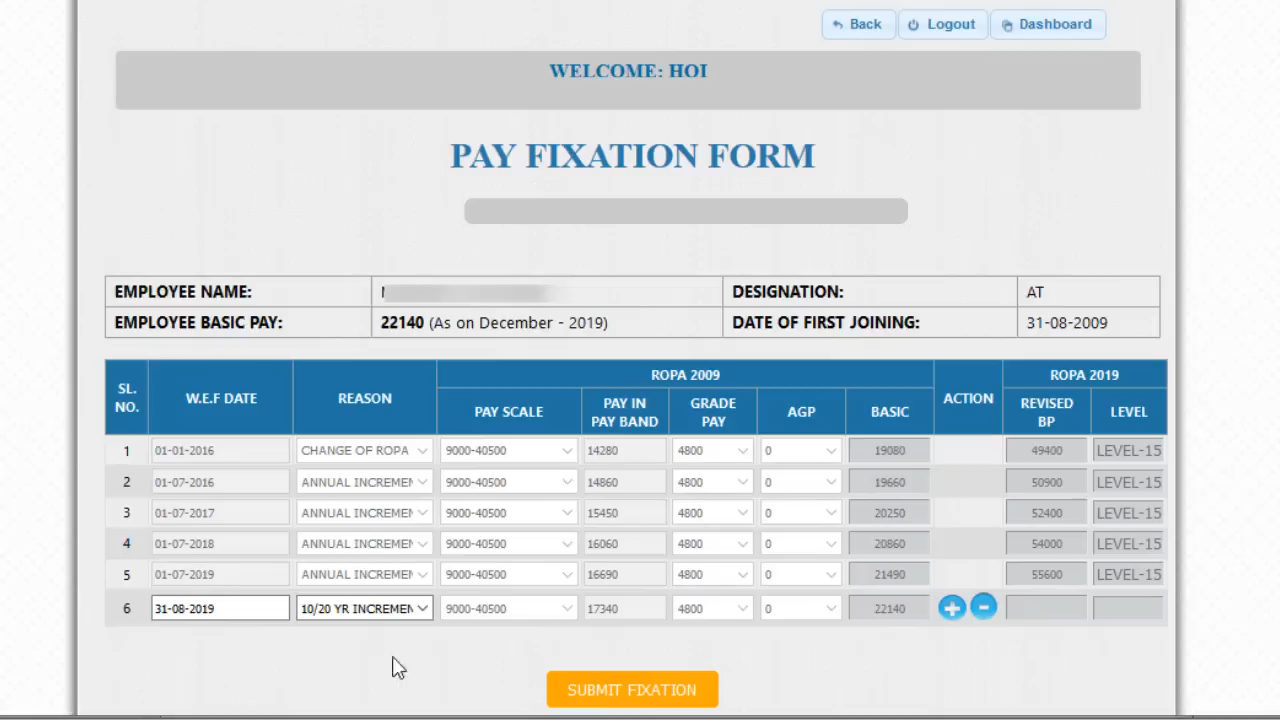 Back Logout Dashboard
WELCOME: HOI
PAY FIXATION FORM
EMPLOYEE NAME: DESIGNATION: AT
EMPLOYEE BASIC PAY: 22140 (As on December - 2019) DATE OF FIRST JOINING: 31-08-2009
SL. NO. W.E.F DATE REASON ROPA 2009 ACTION ROPA 2019
PAY SCALE PAY IN PAY BAND GRADE PAY AGP BASIC REVISED BP LEVEL
1 01-01-2016 CHANGE OF ROPA 9000-40500 14280 4800 0 19080 49400 LEVEL-15
2 01-07-2016 ANNUAL INCREMEN 9000-40500 14860 4800 0 19660 50900 LEVEL-15
3 01-07-2017 ANNUAL INCREMEN 9000-40500 15450 4800 0 20250 52400 LEVEL-15
4 01-07-2018 ANNUAL INCREMEN 9000-40500 16060 4800 0 20860 54000 LEVEL-15
5 01-07-2019 ANNUAL INCREMEN 9000-40500 16690 4800 0 21490 55600 LEVEL-15
6 31-08-2019 10/20 YR INCREMEN 9000-40500 17340 4800 0 22140
SUBMIT FIXATION